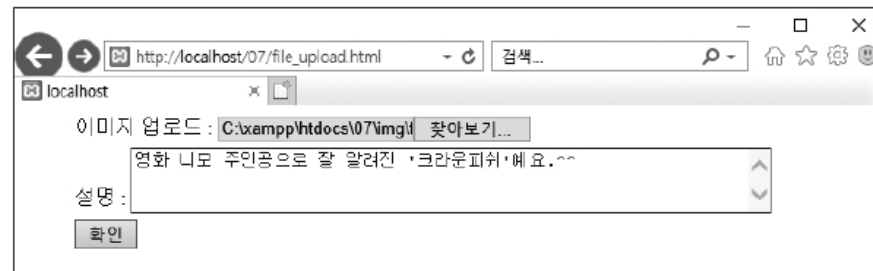 http://localhost/07/file_upload.html
검색...
localhost
이미지 업로드 : C:\xampp\htdocs\07\img\f 찾아보기...
영화 니모 주인공으로 잘 알려진 '크라운피쉬'예요.^^
설명 :
확인